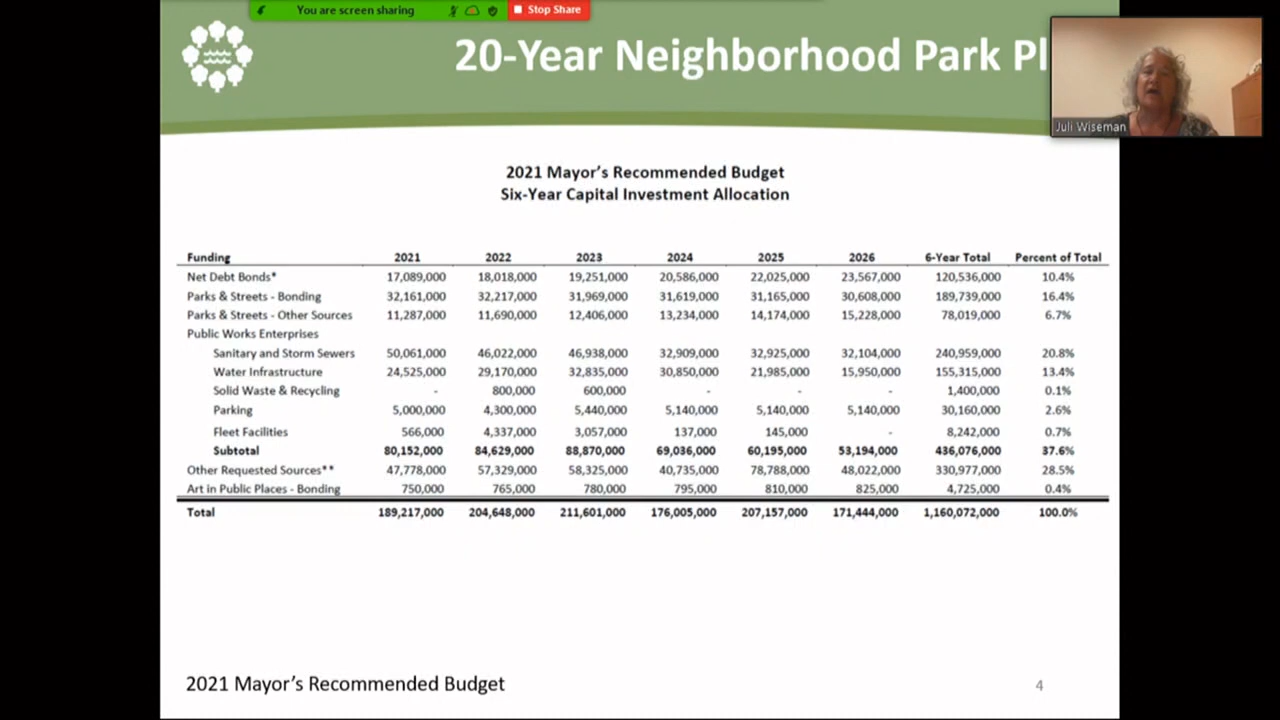 You are screen sharing
Stop Share
20-Year Neighborhood Park Pl
Juli Wiseman
2021 Mayor's Recommended Budget
Six-Year Capital Investment Allocation
Funding 2021 2022 2023 2024 2025 2026 6-Year Total Percent of Total
Net Debt Bonds* 17,089,000 18,018,000 19,251,000 20,586,000 22,025,000 23,567,000 120,536,000 10.4%
Parks & Streets - Bonding 32,161,000 32,217,000 31,969,000 31,619,000 31,165,000 30,608,000 189,739,000 16.4%
Parks & Streets - Other Sources 11,287,000 11,690,000 12,406,000 13,234,000 14,174,000 15,228,000 78,019,000 6.7%
Public Works Enterprises
Sanitary and Storm Sewers 50,061,000 46,022,000 46,938,000 32,909,000 32,925,000 32,104,000 240,959,000 20.8%
Water Infrastructure 24,525,000 29,170,000 32,835,000 30,850,000 21,985,000 15,950,000 155,315,000 13.4%
Solid Waste & Recycling - 800,000 600,000 - - - 1,400,000 0.1%
Parking 5,000,000 4,300,000 5,440,000 5,140,000 5,140,000 5,140,000 30,160,000 2.6%
Fleet Facilities 566,000 4,337,000 3,057,000 137,000 145,000 - 8,242,000 0.7%
Subtotal 80,152,000 84,629,000 88,870,000 69,036,000 60,195,000 53,194,000 436,076,000 37.6%
Other Requested Sources** 47,778,000 57,329,000 58,325,000 40,735,000 78,788,000 48,022,000 330,977,000 28.5%
Art in Public Places - Bonding 750,000 765,000 780,000 795,000 810,000 825,000 4,725,000 0.4%
Total 189,217,000 204,648,000 211,601,000 176,005,000 207,157,000 171,444,000 1,160,072,000 100.0%
2021 Mayor's Recommended Budget
4